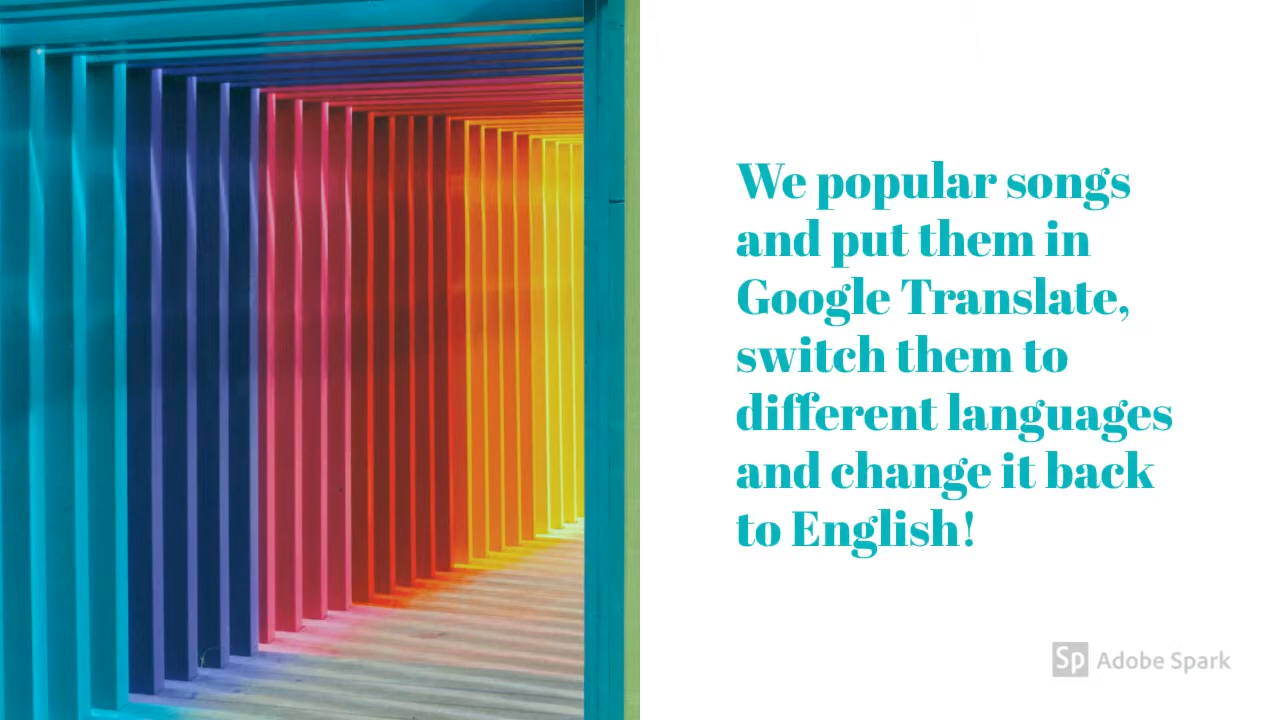 We popular songs
and put them in
Google Translate,
switch them to
different languages
and change it back
to English!
Sp Adobe Spark